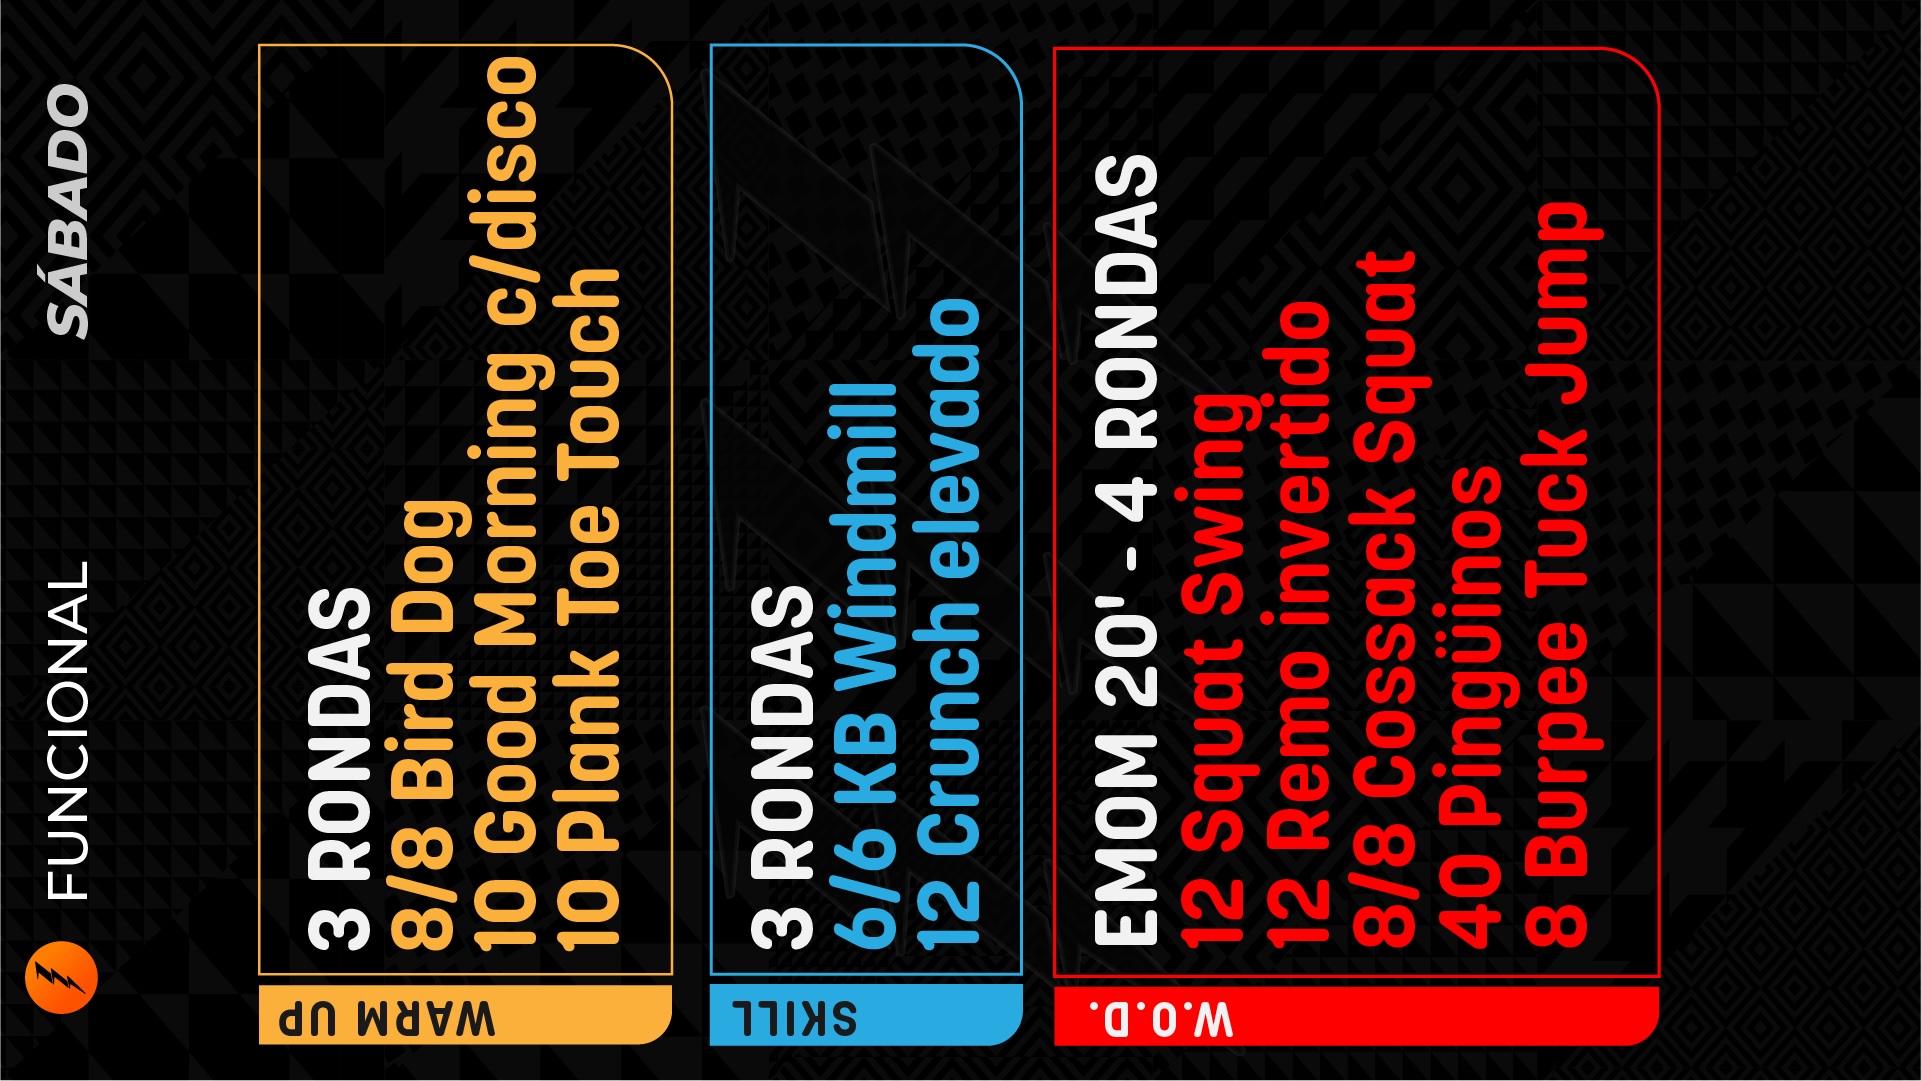 FUNCIONAL
SÁBADO
WARM UP
3 RONDAS
8/8 Bird Dog
10 Good Morning c/disco
10 Plank Toe Touch
SKILL
3 RONDAS
6/6 KB Windmill
12 Crunch elevado
W.O.D.
EMOM 20' - 4 RONDAS
12 Squat Swing
12 Remo invertido
8/8 Cossack Squat
40 Pingüinos
8 Burpee Tuck Jump